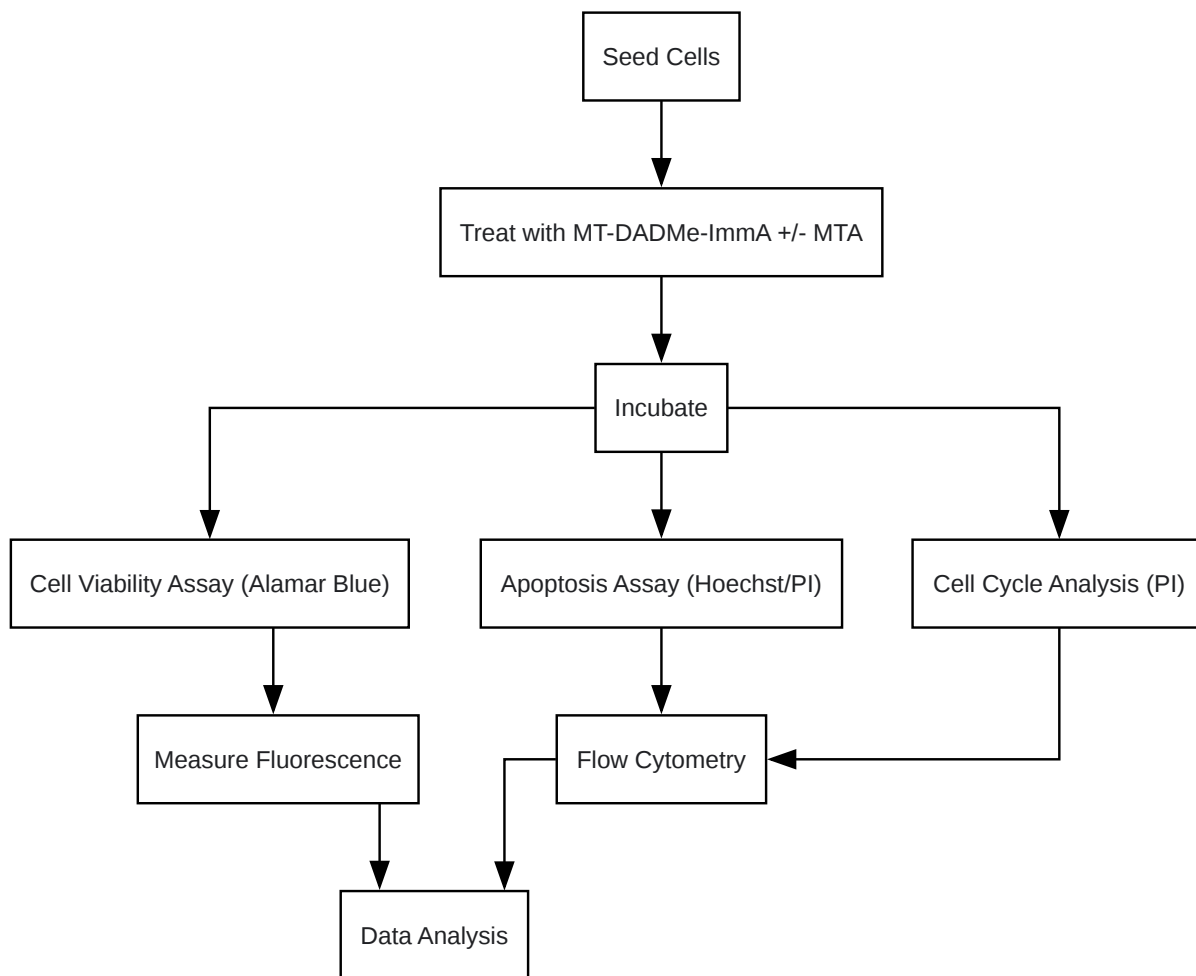 Seed Cells
Treat with MT-DADMe-ImmA +/- MTA
Incubate
Cell Viability Assay (Alamar Blue)
Apoptosis Assay (Hoechst/PI)
Cell Cycle Analysis (PI)
Measure Fluorescence
Flow Cytometry
Data Analysis